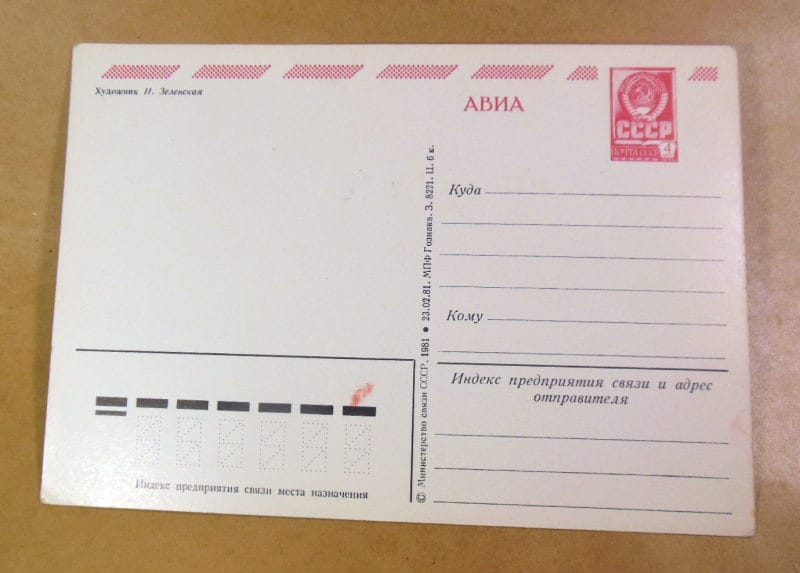 Художник И. Зеленская
АВИА
СССР
ПОЧТА СССР 4
Куда
Кому
Индекс предприятия связи и адрес
отправителя
© Министерство связи СССР. 1981 • 23.02.81. МПФ Гознака. З. 8221. Ц. 6 к.
Индекс предприятия связи места назначения